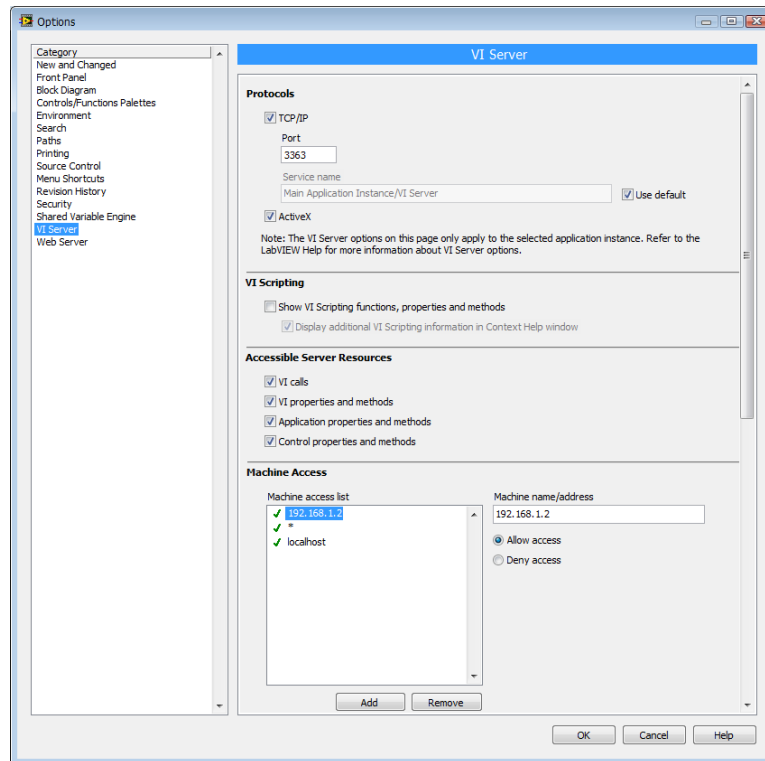 Options
Category
New and Changed
Front Panel
Block Diagram
Controls/Functions Palettes
Environment
Search
Paths
Printing
Source Control
Menu Shortcuts
Revision History
Security
Shared Variable Engine
VI Server
Web Server
VI Server
Protocols
TCP/IP
Port
3363
Service name
Main Application Instance/VI Server
Use default
ActiveX
Note: The VI Server options on this page only apply to the selected application instance. Refer to the
LabVIEW Help for more information about VI Server options.
VI Scripting
Show VI Scripting functions, properties and methods
Display additional VI Scripting information in Context Help window
Accessible Server Resources
VI calls
VI properties and methods
Application properties and methods
Control properties and methods
Machine Access
Machine access list
192.168.1.2
*
localhost
Machine name/address
192.168.1.2
Allow access
Deny access
Add
Remove
OK
Cancel
Help